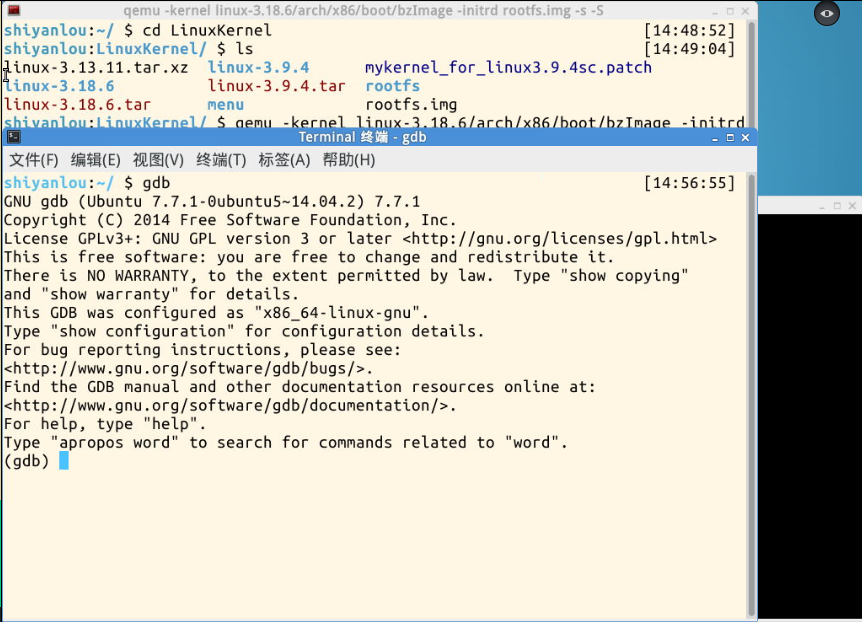 qemu -kernel linux-3.18.6/arch/x86/boot/bzImage -initrd rootfs.img -s -S
shiyanlou:~/ $ cd LinuxKernel [14:48:52]
shiyanlou:LinuxKernel/ $ ls [14:49:04]
linux-3.13.11.tar.xz linux-3.9.4 mykernel_for_linux3.9.4sc.patch
linux-3.18.6 linux-3.9.4.tar rootfs
linux-3.18.6.tar menu rootfs.img
shiyanlou:LinuxKernel/ $ qemu -kernel linux-3.18.6/arch/x86/boot/bzImage -initrd
Terminal 终端 - gdb
文件(F) 编辑(E) 视图(V) 终端(T) 标签(A) 帮助(H)
shiyanlou:~/ $ gdb [14:56:55]
GNU gdb (Ubuntu 7.7.1-0ubuntu5~14.04.2) 7.7.1
Copyright (C) 2014 Free Software Foundation, Inc.
License GPLv3+: GNU GPL version 3 or later <http://gnu.org/licenses/gpl.html>
This is free software: you are free to change and redistribute it.
There is NO WARRANTY, to the extent permitted by law.  Type "show copying"
and "show warranty" for details.
This GDB was configured as "x86_64-linux-gnu".
Type "show configuration" for configuration details.
For bug reporting instructions, please see:
<http://www.gnu.org/software/gdb/bugs/>.
Find the GDB manual and other documentation resources online at:
<http://www.gnu.org/software/gdb/documentation/>.
For help, type "help".
Type "apropos word" to search for commands related to "word".
(gdb)